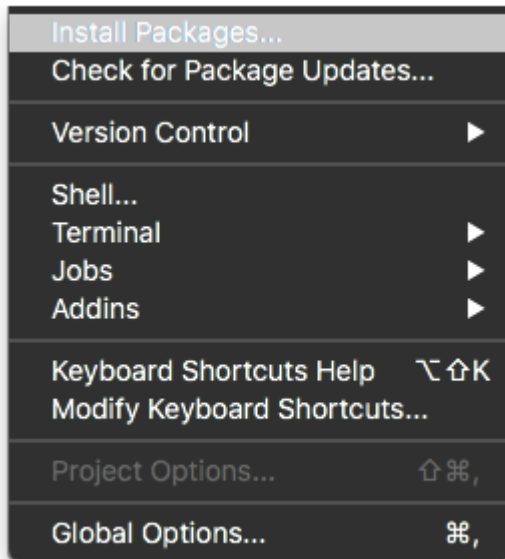 Install Packages...
Check for Package Updates...
Version Control ▶
Shell...
Terminal ▶
Jobs ▶
Addins ▶
Keyboard Shortcuts Help ⌥⇧K
Modify Keyboard Shortcuts...
Project Options... ⇧⌘,
Global Options... ⌘,